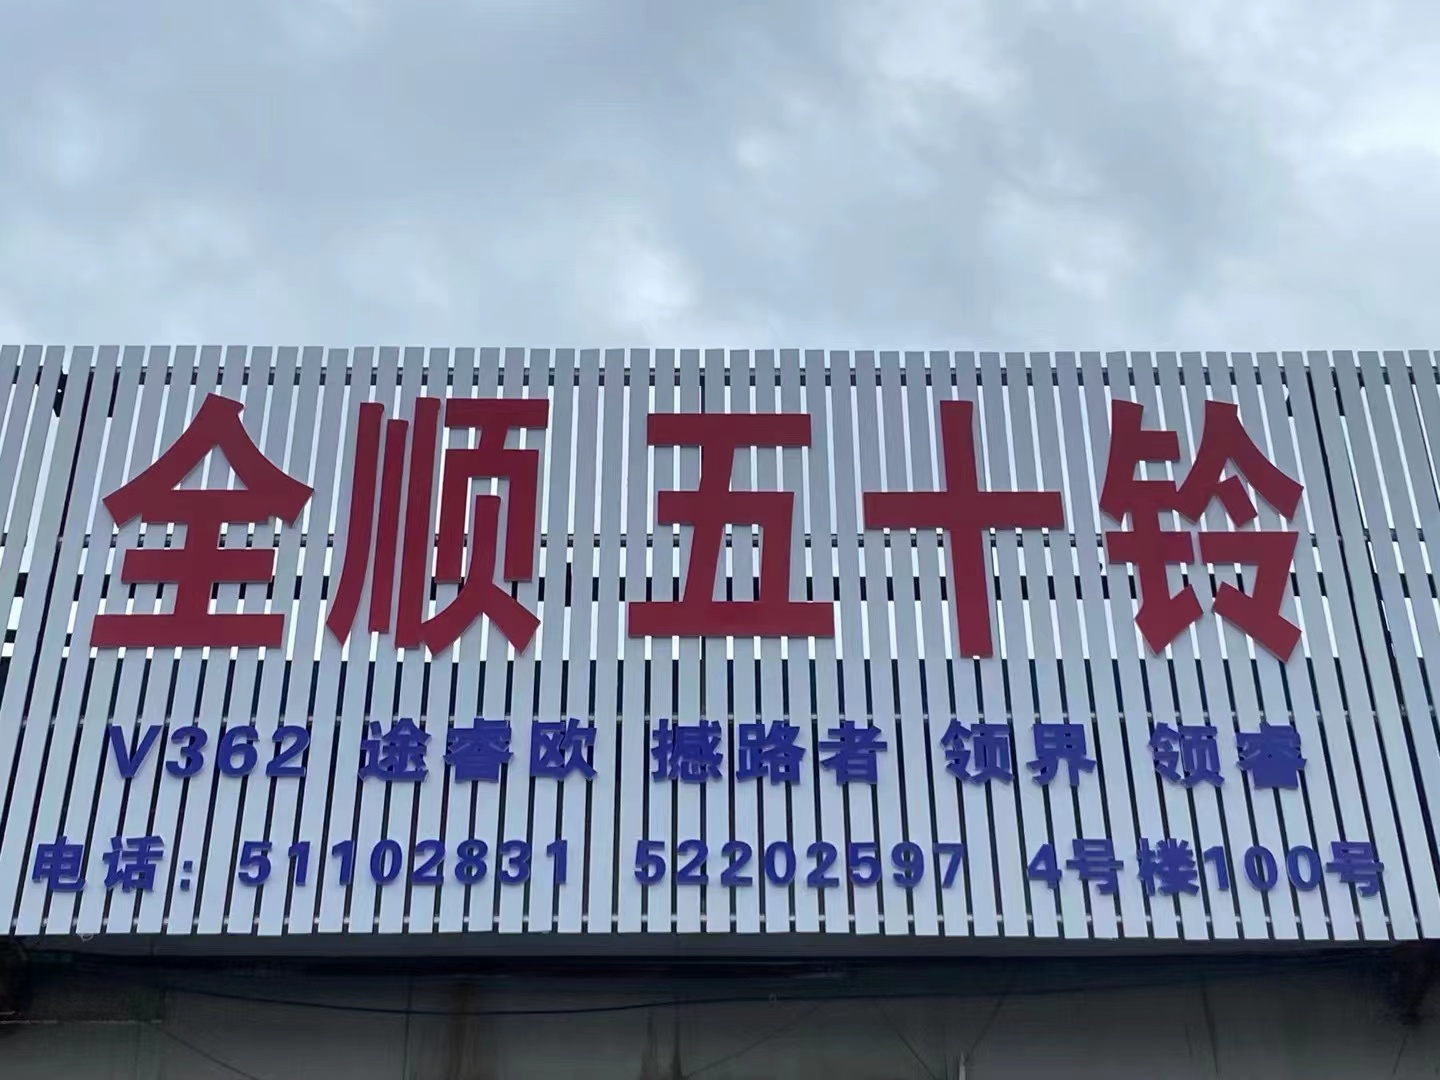 全顺五十铃
V362 途睿欧 撼路者 领界 领睿
电话：51102831 52202597 4号楼100号